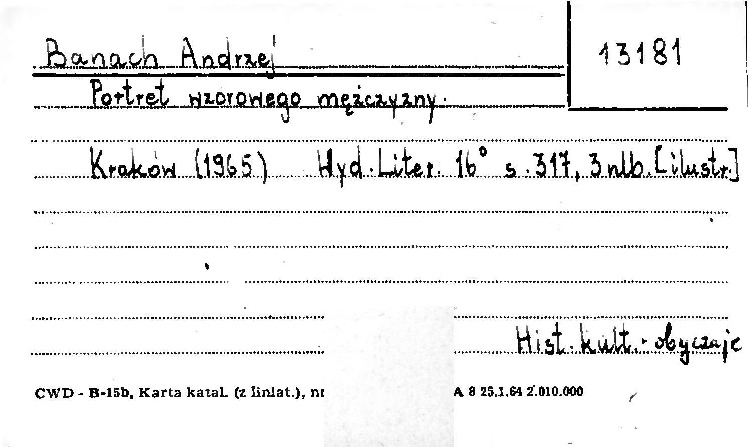 Banach Andrzej
13181
Portret wzorowego mężczyzny.
Kraków (1965) Wyd. Liter. 16° s. 317, 3 nlb. [ilustr.]
Hist. kult. - obyczaje
CWD - B-15b, Karta katal. (z liniat.), A 8 25.I.64 2.010.000